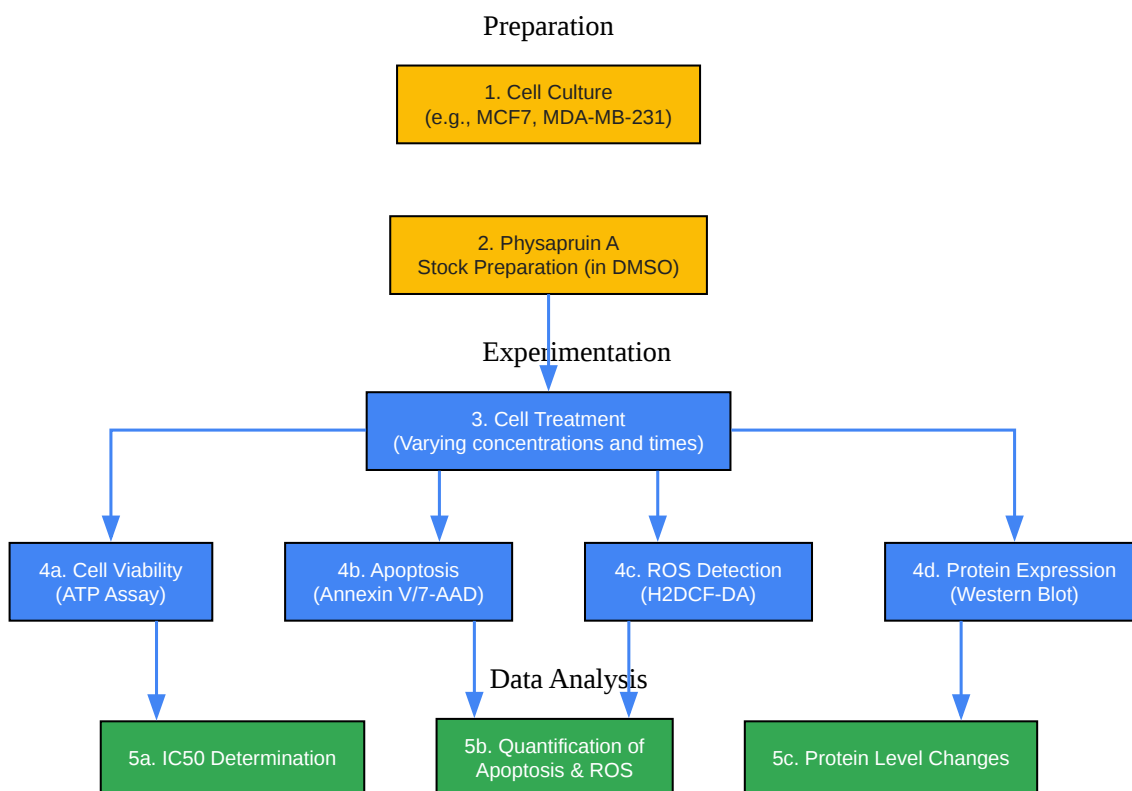 Preparation
1. Cell Culture
(e.g., MCF7, MDA-MB-231)
2. Physapruin A
Stock Preparation (in DMSO)
Experimentation
3. Cell Treatment
(Varying concentrations and times)
4a. Cell Viability
(ATP Assay)
4b. Apoptosis
(Annexin V/7-AAD)
4c. ROS Detection
(H2DCF-DA)
4d. Protein Expression
(Western Blot)
Data Analysis
5a. IC50 Determination
5b. Quantification of
Apoptosis & ROS
5c. Protein Level Changes